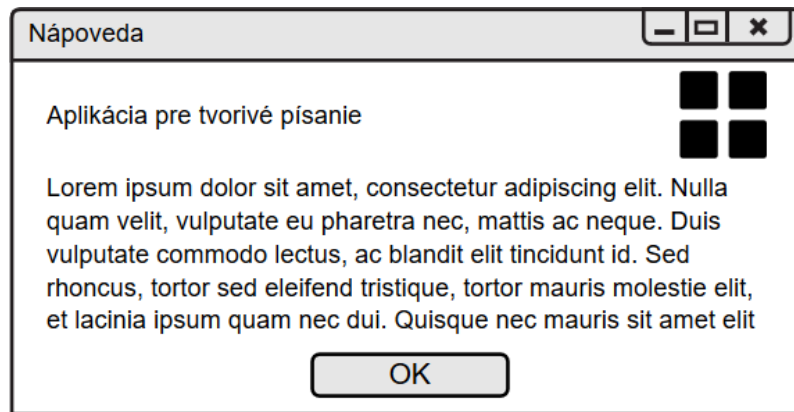 Nápoveda
Aplikácia pre tvorivé písanie
Lorem ipsum dolor sit amet, consectetur adipiscing elit. Nulla
quam velit, vulputate eu pharetra nec, mattis ac neque. Duis
vulputate commodo lectus, ac blandit elit tincidunt id. Sed
rhoncus, tortor sed eleifend tristique, tortor mauris molestie elit,
et lacinia ipsum quam nec dui. Quisque nec mauris sit amet elit
OK